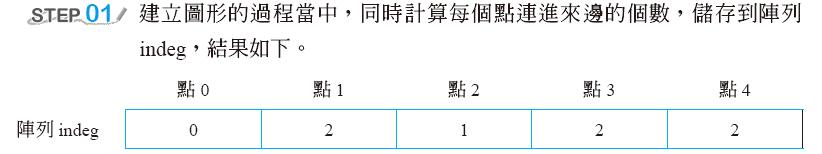 STEP 01 建立圖形的過程當中，同時計算每個點連進來邊的個數，儲存到陣列
indeg，結果如下。
點 0 點 1 點 2 點 3 點 4
陣列 indeg 0 2 1 2 2